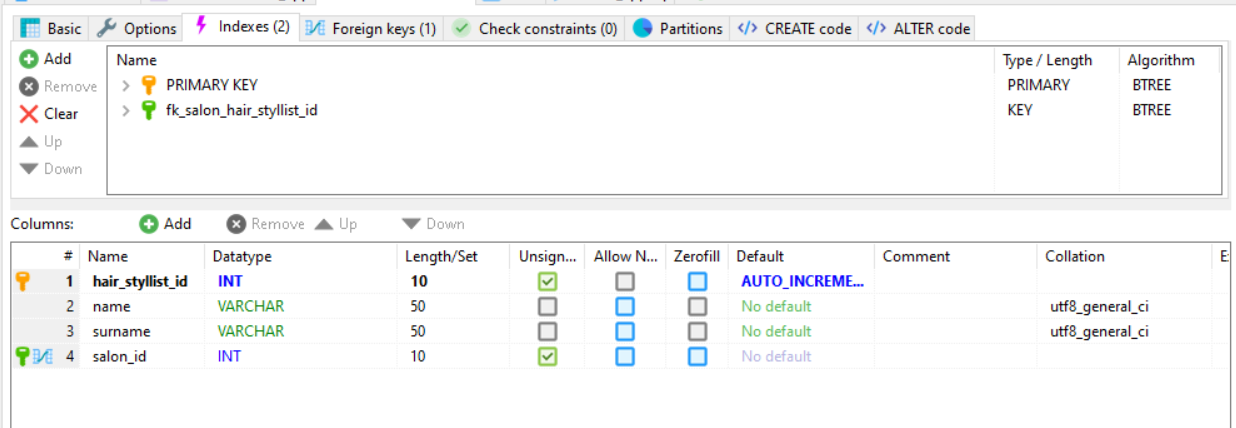 Basic Options Indexes (2) Foreign keys (1) Check constraints (0) Partitions CREATE code ALTER code
Add
Remove
Clear
Up
Down
Name Type / Length Algorithm
PRIMARY KEY PRIMARY BTREE
fk_salon_hair_styllist_id KEY BTREE
Columns: Add Remove Up Down
# Name Datatype Length/Set Unsign... Allow N... Zerofill Default Comment Collation E
1 hair_styllist_id INT 10 AUTO_INCREME...
2 name VARCHAR 50 No default utf8_general_ci
3 surname VARCHAR 50 No default utf8_general_ci
4 salon_id INT 10 No default